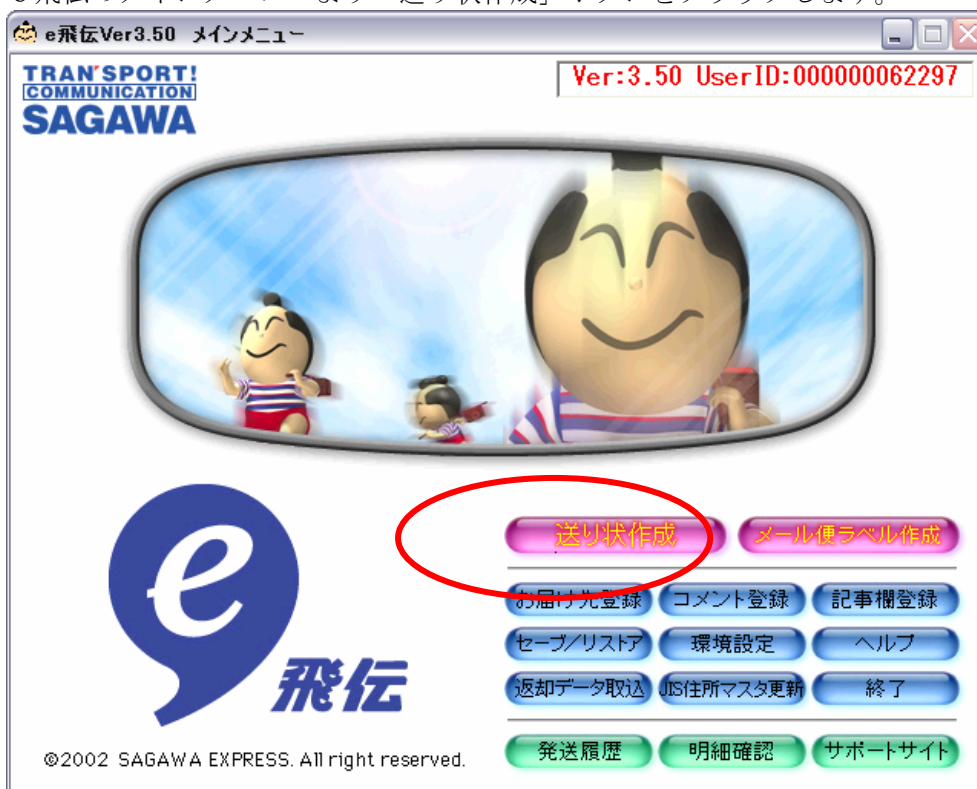 e飛伝Ver3.50 メインメニュー
TRAN'SPORT!
COMMUNICATION
SAGAWA
Ver:3.50 UserID:000000062297
送り状作成 メール便ラベル作成
お届け先登録 コメント登録 記事欄登録
セーブ/リストア 環境設定 ヘルプ
返却データ取込 JIS住所マスタ更新 終了
e
飛伝
発送履歴 明細確認 サポートサイト
©2002 SAGAWA EXPRESS. All right reserved.